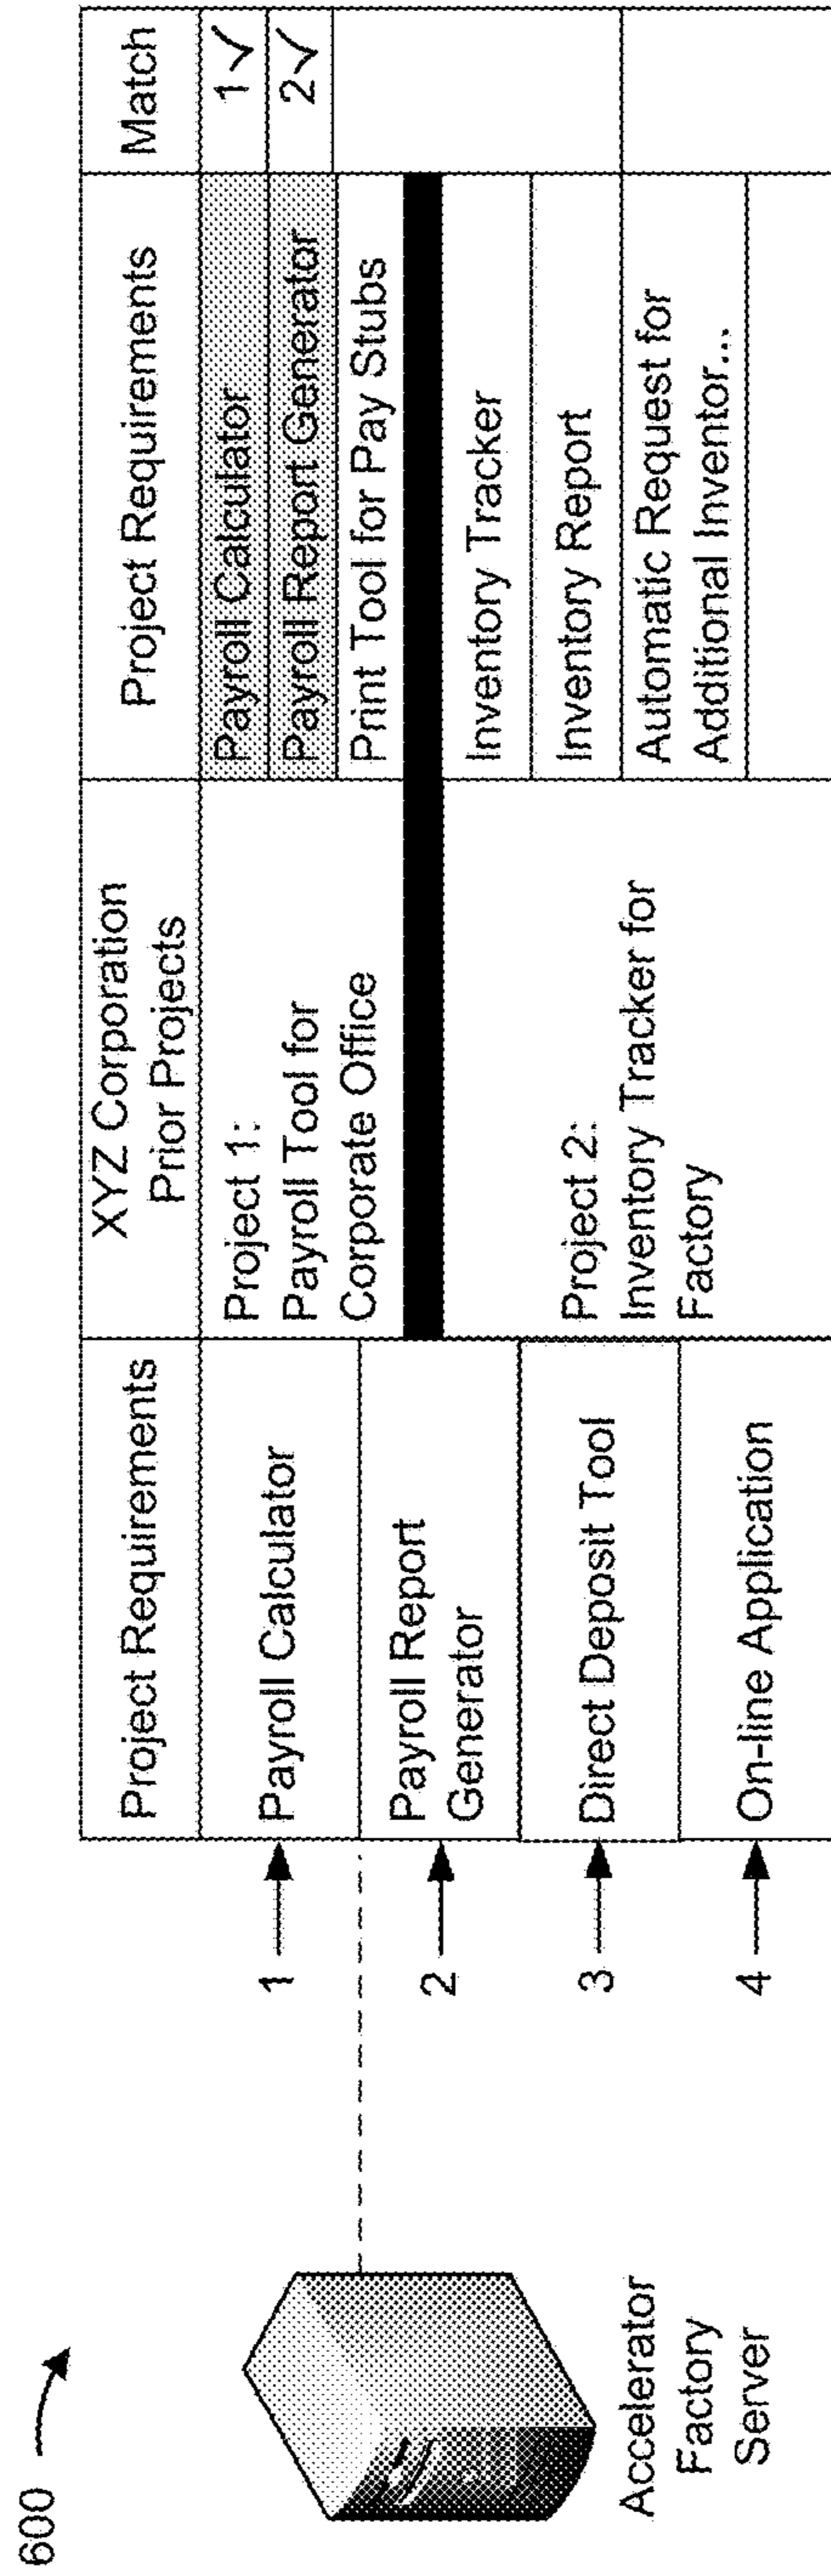 600
Accelerator
Factory
Server
1
2
3
4
Project Requirements
Payroll Calculator
Payroll Report
Generator
Direct Deposit Tool
On-line Application
XYZ Corporation
Prior Projects
Project 1:
Payroll Tool for
Corporate Office
Project 2:
Inventory Tracker for
Factory
Project Requirements
Payroll Calculator
Payroll Report Generator
Print Tool for Pay Stubs
Inventory Tracker
Inventory Report
Automatic Request for
Additional Inventor...
Match
1✓
2✓